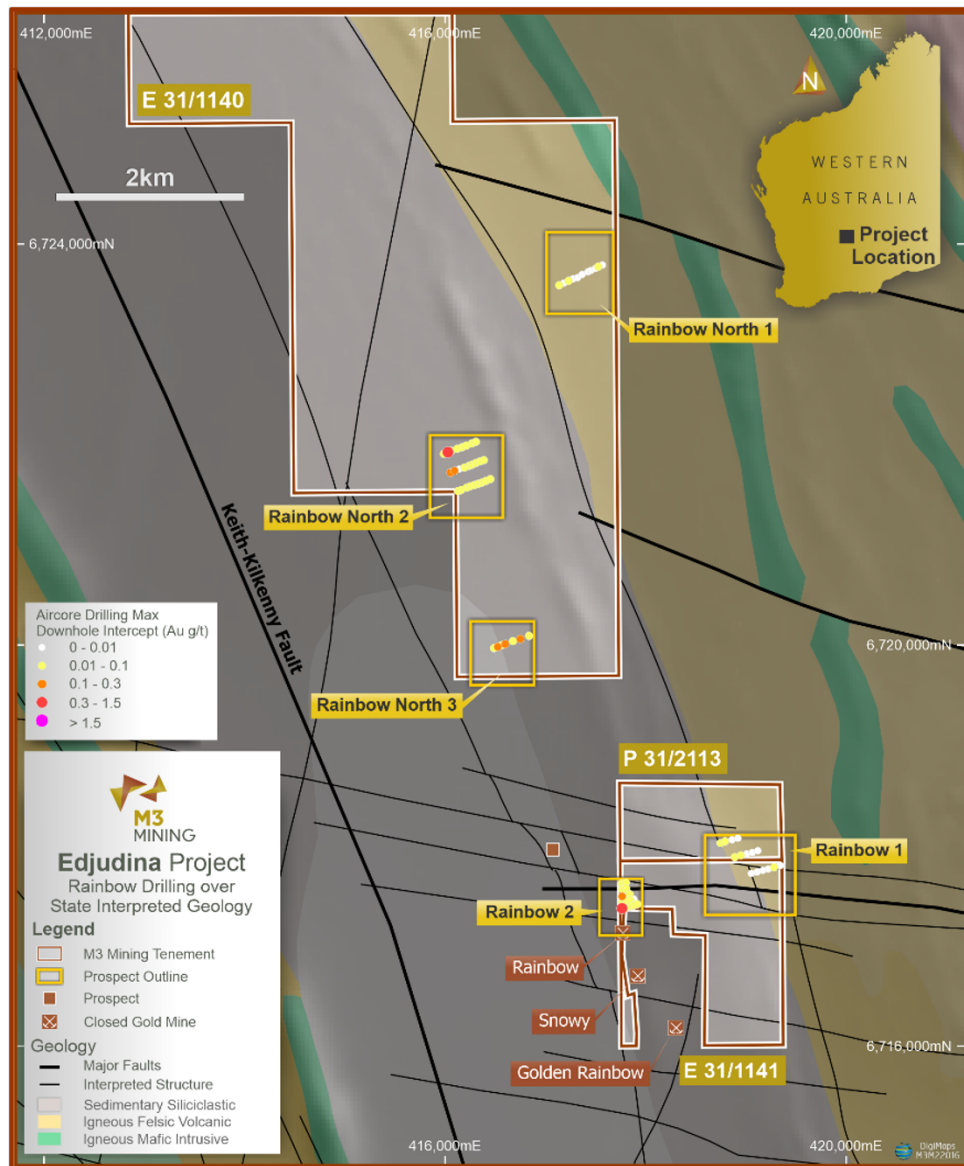 412,000mE
416,000mE
420,000mE
E 31/1140
N
WESTERN
AUSTRALIA
Project
Location
2km
6,724,000mN
Rainbow North 1
Rainbow North 2
Keith-Kilkenny Fault
Aircore Drilling Max
Downhole Intercept (Au g/t)
0 - 0.01
0.01 - 0.1
0.1 - 0.3
0.3 - 1.5
> 1.5
6,720,000mN
Rainbow North 3
P 31/2113
M3
MINING
Edjudina Project
Rainbow Drilling over
State Interpreted Geology
Legend
M3 Mining Tenement
Prospect Outline
Prospect
Closed Gold Mine
Geology
Major Faults
Interpreted Structure
Sedimentary Siliciclastic
Igneous Felsic Volcanic
Igneous Mafic Intrusive
Rainbow 1
Rainbow 2
Rainbow
Snowy
Golden Rainbow
E 31/1141
6,716,000mN
416,000mE
420,000mE
DigiMaps
M3M22016